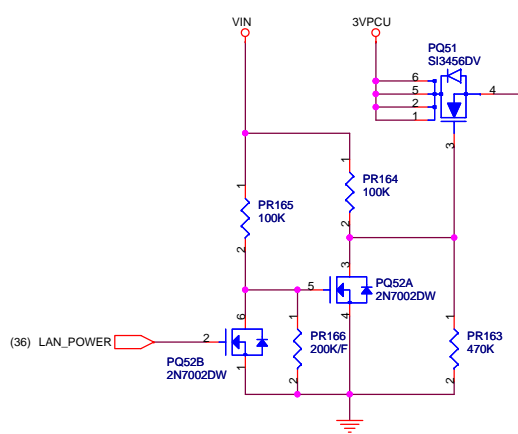 VIN
3VPCU
PQ51
SI3456DV
6
5
2
1
4
3
1
PR165
100K
2
1
PR164
100K
2
5
3
PQ52A
2N7002DW
4
(36) LAN_POWER
2
6
1
PQ52B
2N7002DW
1
PR166
200K/F
2
1
PR163
470K
2